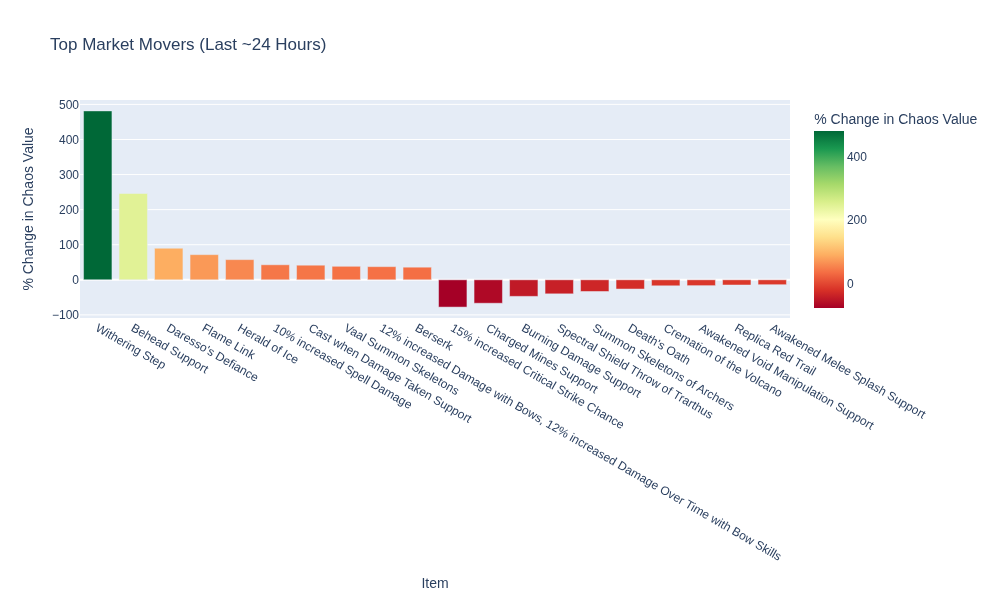 Top Market Movers (Last ~24 Hours)
% Change in Chaos Value
500
400
300
200
100
0
−100
Withering Step
Behead Support
Daresso's Defiance
Flame Link
Herald of Ice
10% increased Spell Damage
Cast when Damage Taken Support
Vaal Summon Skeletons
12% increased Damage with Bows, 12% increased Damage Over Time with Bow Skills
Berserk
15% increased Critical Strike Chance
Charged Mines Support
Burning Damage Support
Spectral Shield Throw of Trarthus
Summon Skeletons of Archers
Death's Oath
Cremation of the Volcano
Awakened Void Manipulation Support
Replica Red Trail
Awakened Melee Splash Support
Item
% Change in Chaos Value
400
200
0